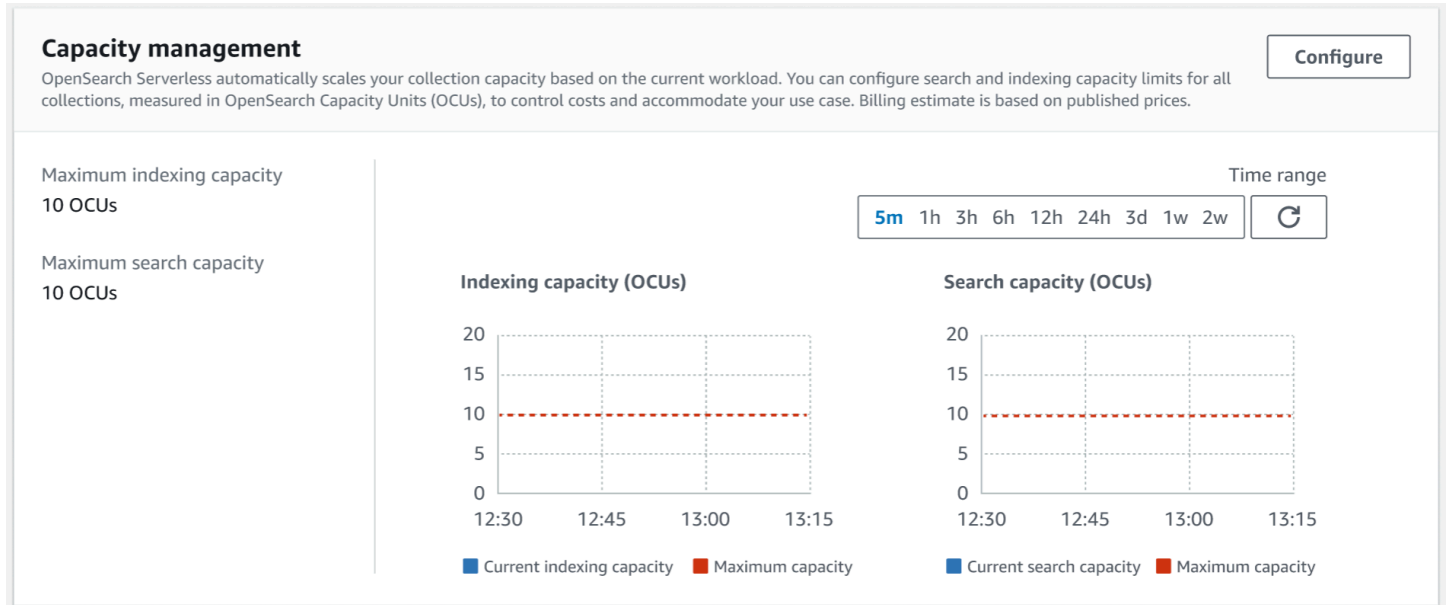 Capacity management
Configure
OpenSearch Serverless automatically scales your collection capacity based on the current workload. You can configure search and indexing capacity limits for all
collections, measured in OpenSearch Capacity Units (OCUs), to control costs and accommodate your use case. Billing estimate is based on published prices.
Maximum indexing capacity
10 OCUs
Maximum search capacity
10 OCUs
Time range
5m 1h 3h 6h 12h 24h 3d 1w 2w
Indexing capacity (OCUs)
20
15
10
5
0
12:30 12:45 13:00 13:15
Current indexing capacity Maximum capacity
Search capacity (OCUs)
20
15
10
5
0
12:30 12:45 13:00 13:15
Current search capacity Maximum capacity